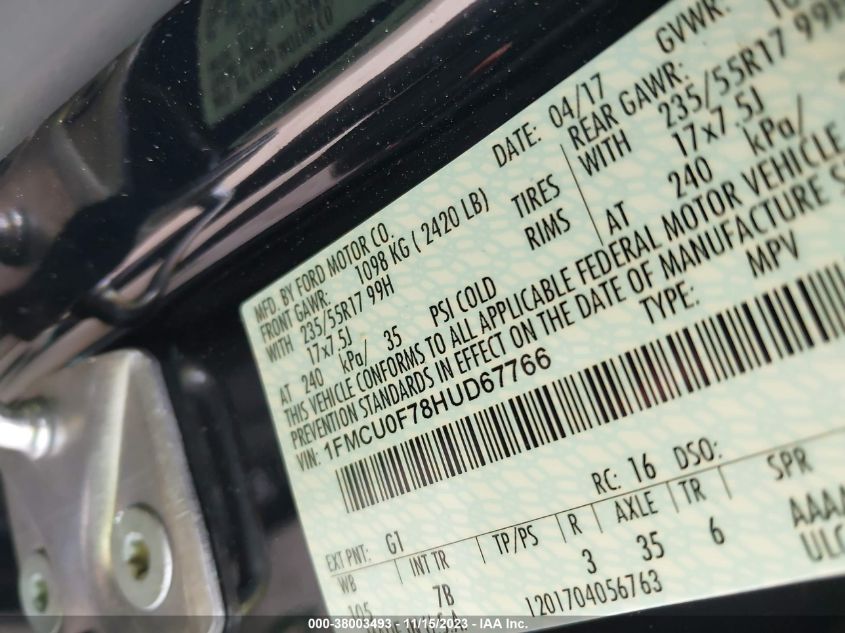 MFD. BY FORD MOTOR CO. DATE: 04/17 GVWR:
FRONT GAWR: 1098 KG ( 2420 LB) REAR GAWR:
WITH 235/55R17 99H TIRES WITH 235/55R17 99H
17x7.5J RIMS 17x7.5J
AT 240 kPa/ 35 PSI COLD AT 240 kPa/
THIS VEHICLE CONFORMS TO ALL APPLICABLE FEDERAL MOTOR VEHICLE
PREVENTION STANDARDS IN EFFECT ON THE DATE OF MANUFACTURE
VIN: 1FMCU0F78HUD67766 TYPE: MPV
RC: 16 DSO:
EXT PNT: G1
WB INT TR TP/PS R AXLE TR SPR
105 7B 3 35 6
1201704056763
000-38003493 - 11/15/2023 - IAA Inc.